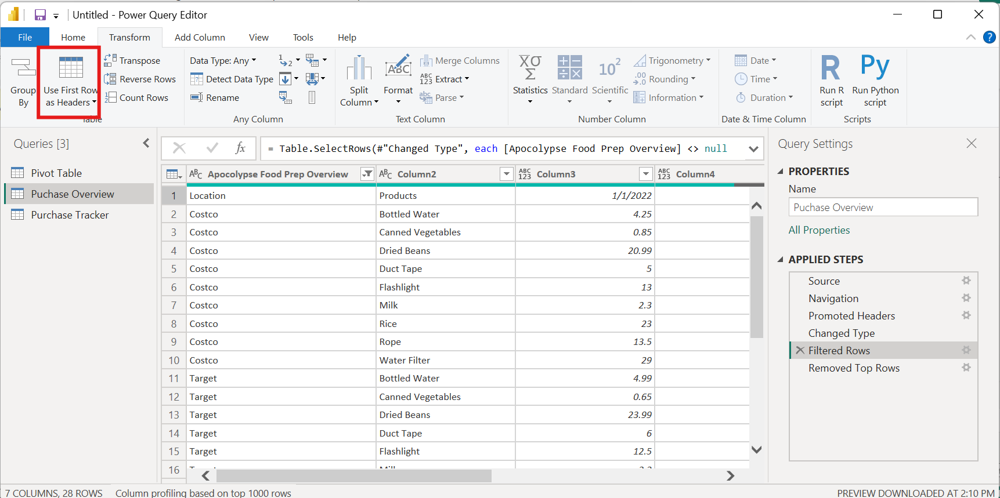 Untitled - Power Query Editor
File Home Transform Add Column View Tools Help
Group By
Use First Row as Headers
Transpose
Reverse Rows
Count Rows
Table
Data Type: Any
Detect Data Type
Rename
Any Column
Split Column
Format
Merge Columns
Extract
Parse
Text Column
Statistics
Standard
Scientific
Trigonometry
Rounding
Information
Number Column
Date
Time
Duration
Date & Time Column
R
Run R script
Py
Run Python script
Scripts
Queries [3]
Pivot Table
Puchase Overview
Purchase Tracker
fx
= Table.SelectRows(#"Changed Type", each [Apocolypse Food Prep Overview] <> null
ABC Apocolypse Food Prep Overview ABC Column2 ABC 123 Column3 ABC 123 Column4
1 Location Products 1/1/2022
2 Costco Bottled Water 4.25
3 Costco Canned Vegetables 0.85
4 Costco Dried Beans 20.99
5 Costco Duct Tape 5
6 Costco Flashlight 13
7 Costco Milk 2.3
8 Costco Rice 23
9 Costco Rope 13.5
10 Costco Water Filter 29
11 Target Bottled Water 4.99
12 Target Canned Vegetables 0.65
13 Target Dried Beans 23.99
14 Target Duct Tape 6
15 Target Flashlight 12.5
16
Query Settings
PROPERTIES
Name
Puchase Overview
All Properties
APPLIED STEPS
Source
Navigation
Promoted Headers
Changed Type
Filtered Rows
Removed Top Rows
7 COLUMNS, 28 ROWS Column profiling based on top 1000 rows PREVIEW DOWNLOADED AT 2:10 PM